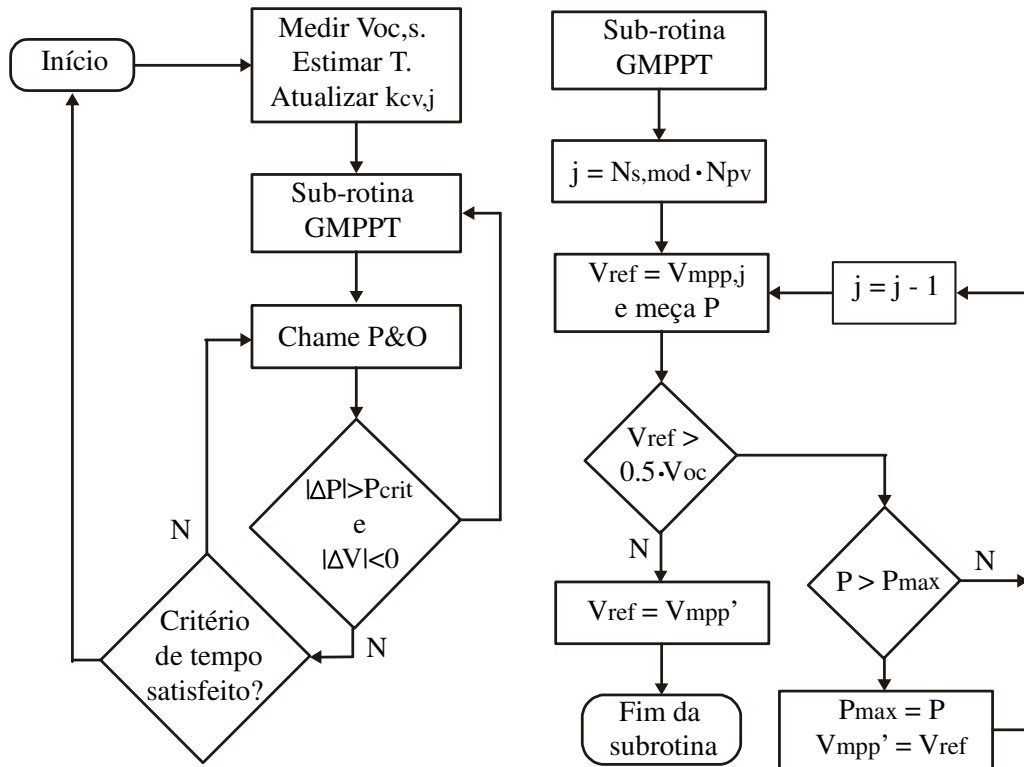 Início
Medir Voc,s.
Estimar T.
Atualizar kcv,j
Sub-rotina
GMPPT
Chame P&O
|ΔP|>Pcrit
e
|ΔV|<0
N
N
Critério
de tempo
satisfeito?
Sub-rotina
GMPPT
j = Ns,mod · Npv
Vref = Vmpp,j
e meça P
j = j - 1
Vref >
0.5·Voc
N
P > Pmax
N
Vref = Vmpp’
Fim da
subrotina
Pmax = P
Vmpp’ = Vref